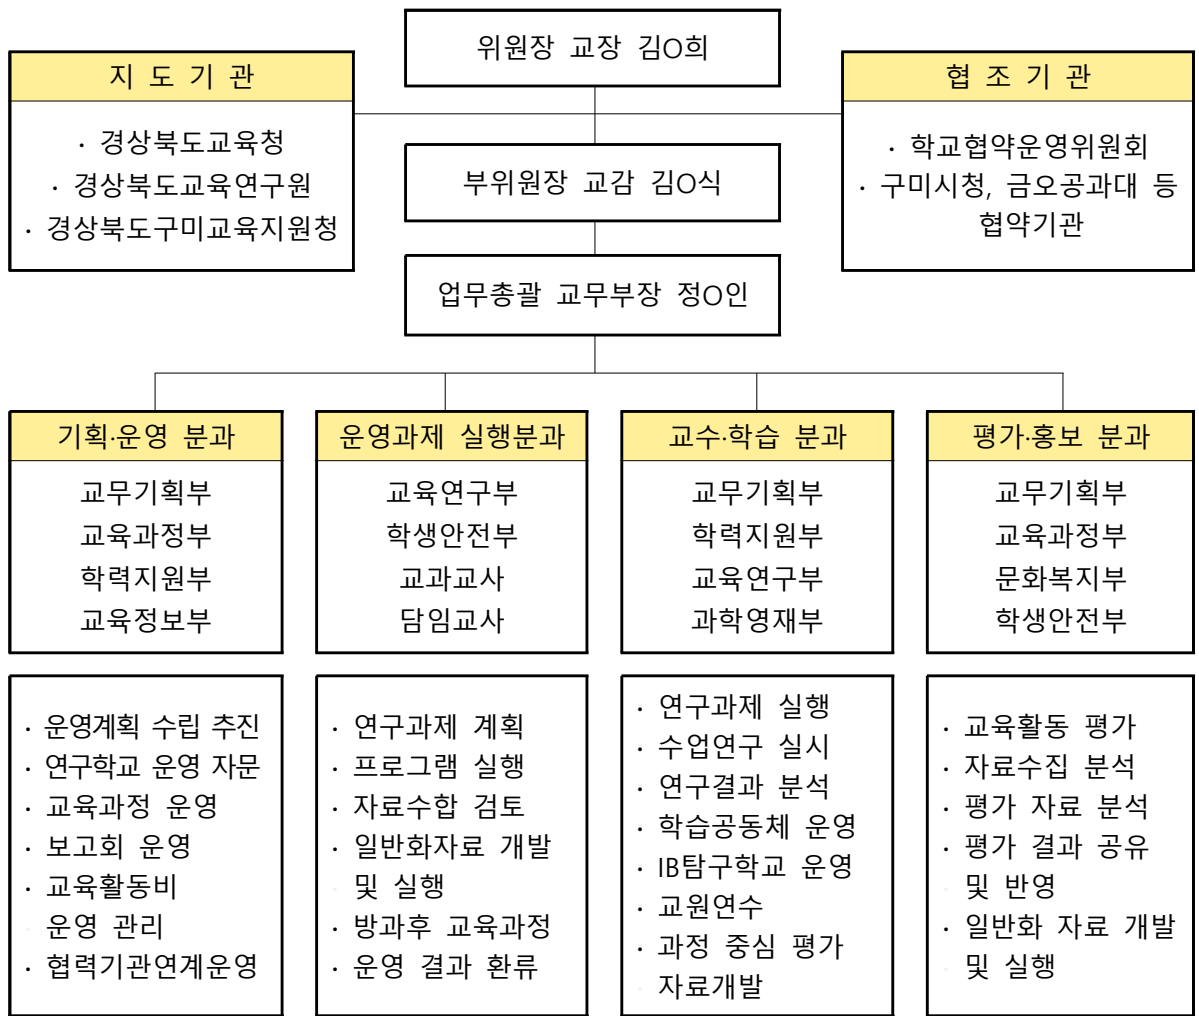 위원장 교장 김O희
지 도 기 관
· 경상북도교육청
· 경상북도교육연구원
· 경상북도구미교육지원청
협 조 기 관
· 학교협약운영위원회
· 구미시청, 금오공과대 등
협약기관
부위원장 교감 김O식
업무총괄 교무부장 정O인
기획·운영 분과
교무기획부
교육과정부
학력지원부
교육정보부
· 운영계획 수립 추진
· 연구학교 운영 자문
· 교육과정 운영
· 보고회 운영
· 교육활동비
운영 관리
· 협력기관연계운영
운영과제 실행분과
교육연구부
학생안전부
교과교사
담임교사
· 연구과제 계획
· 프로그램 실행
· 자료수합 검토
· 일반화자료 개발
및 실행
· 방과후 교육과정
· 운영 결과 환류
교수·학습 분과
교무기획부
학력지원부
교육연구부
과학영재부
· 연구과제 실행
· 수업연구 실시
· 연구결과 분석
· 학습공동체 운영
· IB탐구학교 운영
· 교원연수
· 과정 중심 평가
자료개발
평가·홍보 분과
교무기획부
교육과정부
문화복지부
학생안전부
· 교육활동 평가
· 자료수집 분석
· 평가 자료 분석
· 평가 결과 공유
및 반영
· 일반화 자료 개발
및 실행